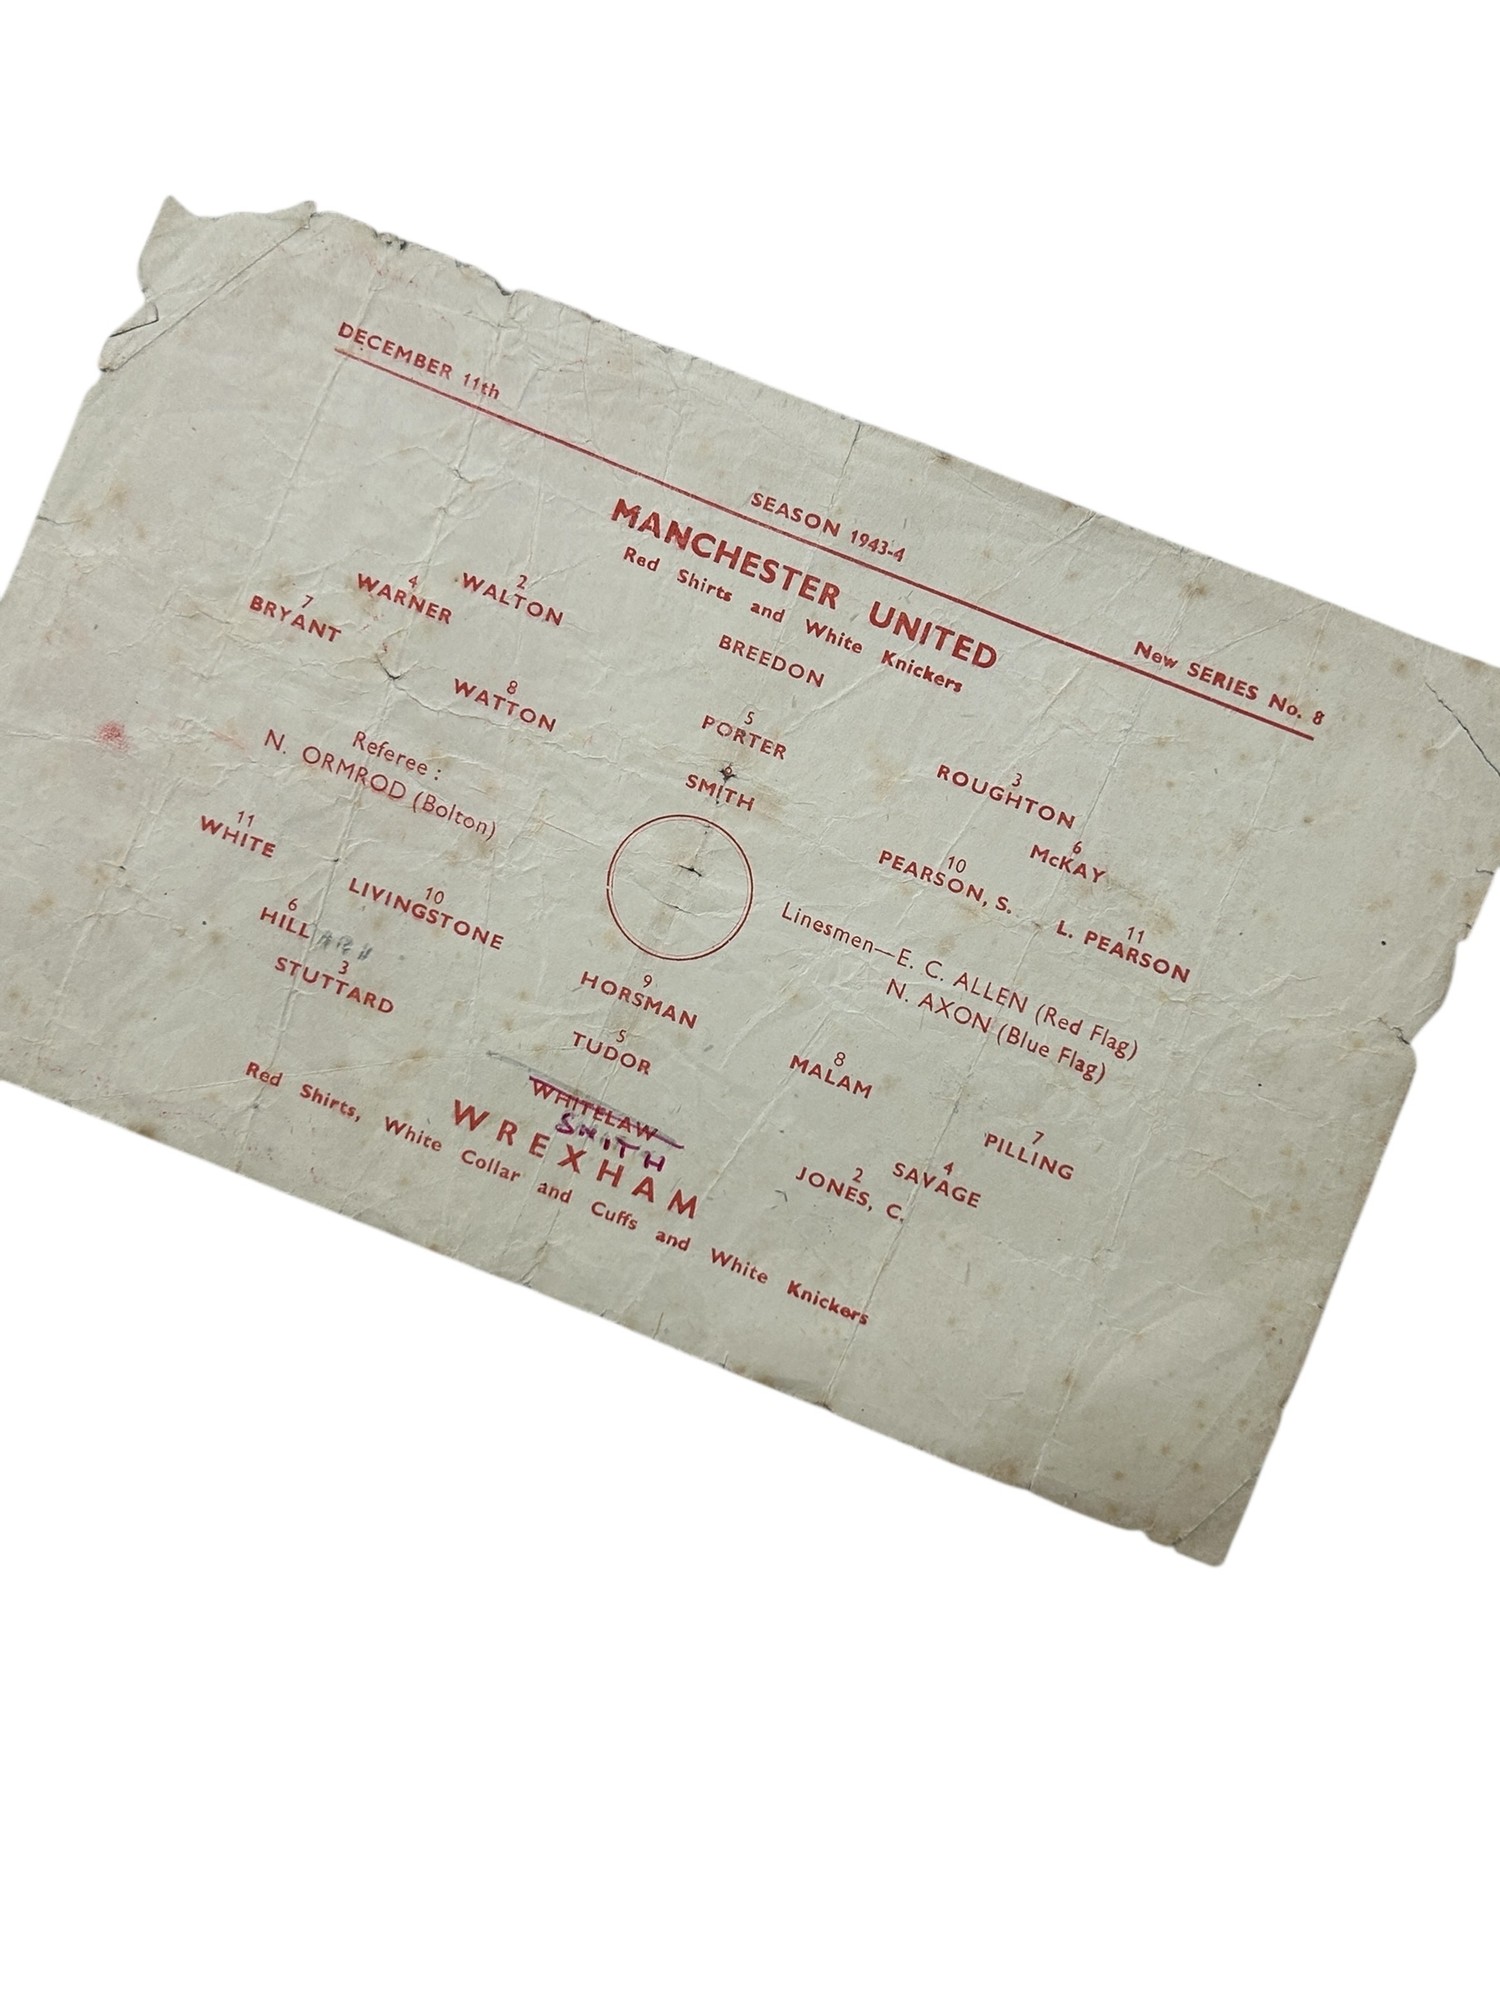 DECEMBER 11th
SEASON 1943-4
New SERIES No. 8
MANCHESTER UNITED
Red Shirts and White Knickers
BREEDON
2
WALTON
3
ROUGHTON
4
WARNER
5
PORTER
6
McKAY
7
BRYANT
8
WATTON
SMITH
10
PEARSON, S.
11
L. PEARSON
Referee :
N. ORMROD (Bolton)
Linesmen—E. C. ALLEN (Red Flag)
N. AXON (Blue Flag)
11
WHITE
10
LIVINGSTONE
9
HORSMAN
8
MALAM
7
PILLING
6
HILL
5
TUDOR
4
SAVAGE
3
STUTTARD
2
JONES, C.
WHITELAW
SMITH
WREXHAM
Red Shirts, White Collar and Cuffs and White Knickers